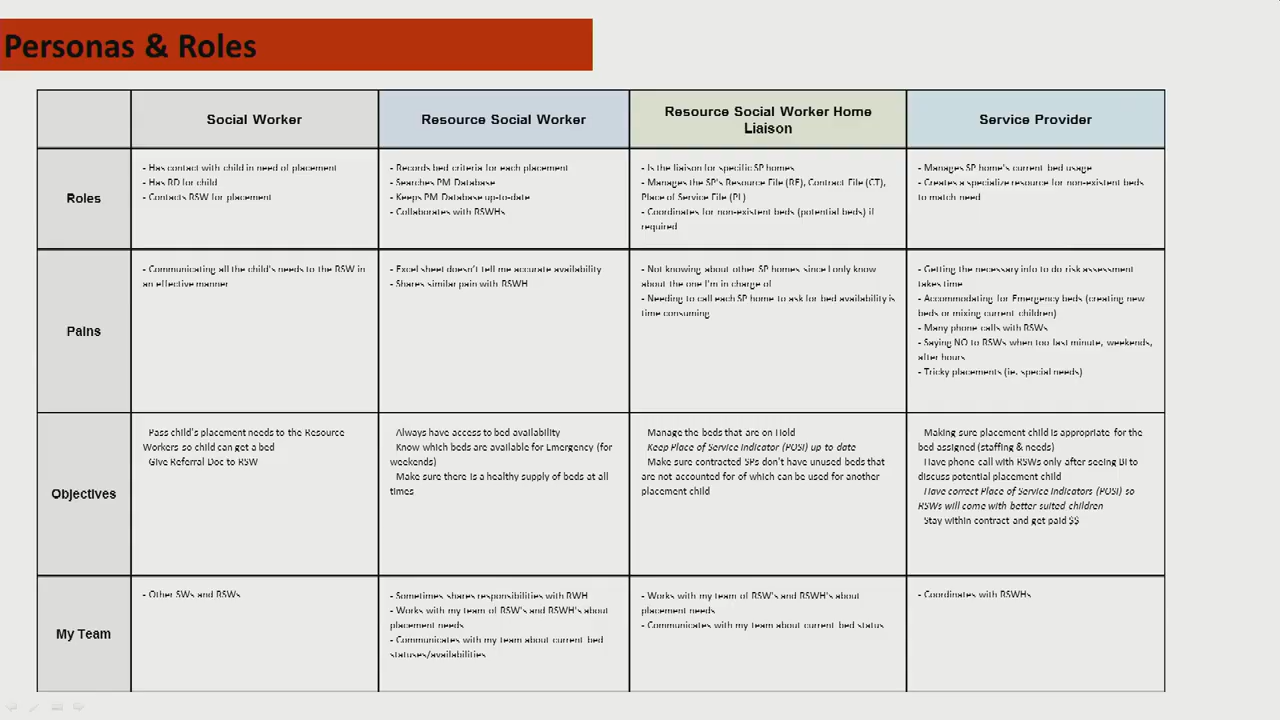 Personas & Roles
Social Worker
Resource Social Worker
Resource Social Worker Home
Liaison
Service Provider
Roles
- Has contact with child in need of placement
- Has RD for child
- Contacts RSW for placement
- Records bed criteria for each placement
- Searches PM Database
- Keeps PM Database up-to-date
- Collaborates with RSWHs
- Is the liaison for specific SP homes
- Manages the SP's Resource File (RE), Contract File (CT),
Place of Service File (PL)
- Coordinates for non-existent beds (potential beds) if
required
- Manages SP home's current bed usage
- Creates a specialize resource for non-existent beds
to match need
Pains
- Communicating all the child's needs to the RSW in
an effective manner
- Excel sheet doesn't tell me accurate availability
- Shares similar pain with RSWH
- Not knowing about other SP homes since I only know
about the one I'm in charge of
- Needing to call each SP home to ask for bed availability is
time consuming
- Getting the necessary info to do risk assessment
takes time
- Accommodating for Emergency beds (creating new
beds or mixing current children)
- Many phone calls with RSWs
- Saying NO to RSWs when too last minute, weekends,
after hours
- Tricky placements (ie. special needs)
Objectives
Pass child's placement needs to the Resource
Workers so child can get a bed
Give Referral Doc to RSW
Always have access to bed availability
Know which beds are available for Emergency (for
weekends)
Make sure there is a healthy supply of beds at all
times
Manage the beds that are on Hold
Keep Place of Service Indicator (POSI) up to date
Make sure contracted SPs don't have unused beds that
are not accounted for of which can be used for another
placement child
Making sure placement child is appropriate for the
bed assigned (staffing & needs)
Have phone call with RSWs only after seeing BI to
discuss potential placement child
Have correct Place of Service Indicators (POSI) so
RSWs will come with better suited children
Stay within contract and get paid $$
My Team
- Other SWs and RSWs
- Sometimes shares responsibilities with RWH
- Works with my team of RSW's and RSWH's about
placement needs
- Communicates with my team about current bed
statuses/availabilities
- Works with my team of RSW's and RSWH's about
placement needs
- Communicates with my team about current bed status
- Coordinates with RSWHs